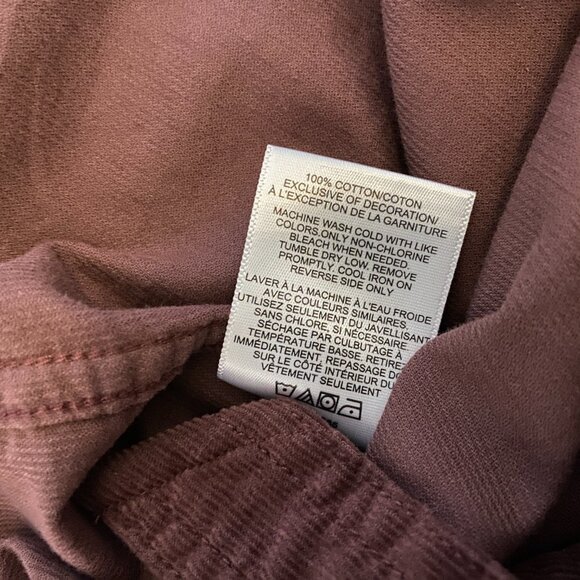 100% COTTON/COTON
EXCLUSIVE OF DECORATION/
À L'EXCEPTION DE LA GARNITURE
MACHINE WASH COLD WITH LIKE
COLORS.ONLY NON-CHLORINE
BLEACH WHEN NEEDED.
TUMBLE DRY LOW. REMOVE
PROMPTLY. COOL IRON ON
REVERSE SIDE ONLY
LAVER À LA MACHINE À L'EAU FROIDE
AVEC COULEURS SIMILAIRES.
UTILISEZ SEULEMENT DU JAVELLISANT
SANS CHLORE, SI NÉCESSAIRE
SÉCHAGE PAR CULBUTAGE À
TEMPÉRATURE BASSE. RETIRER
IMMÉDIATEMENT, REPASSAGE DOUX
SUR LE CÔTÉ INTÉRIEUR DU
VÊTEMENT SEULEMENT